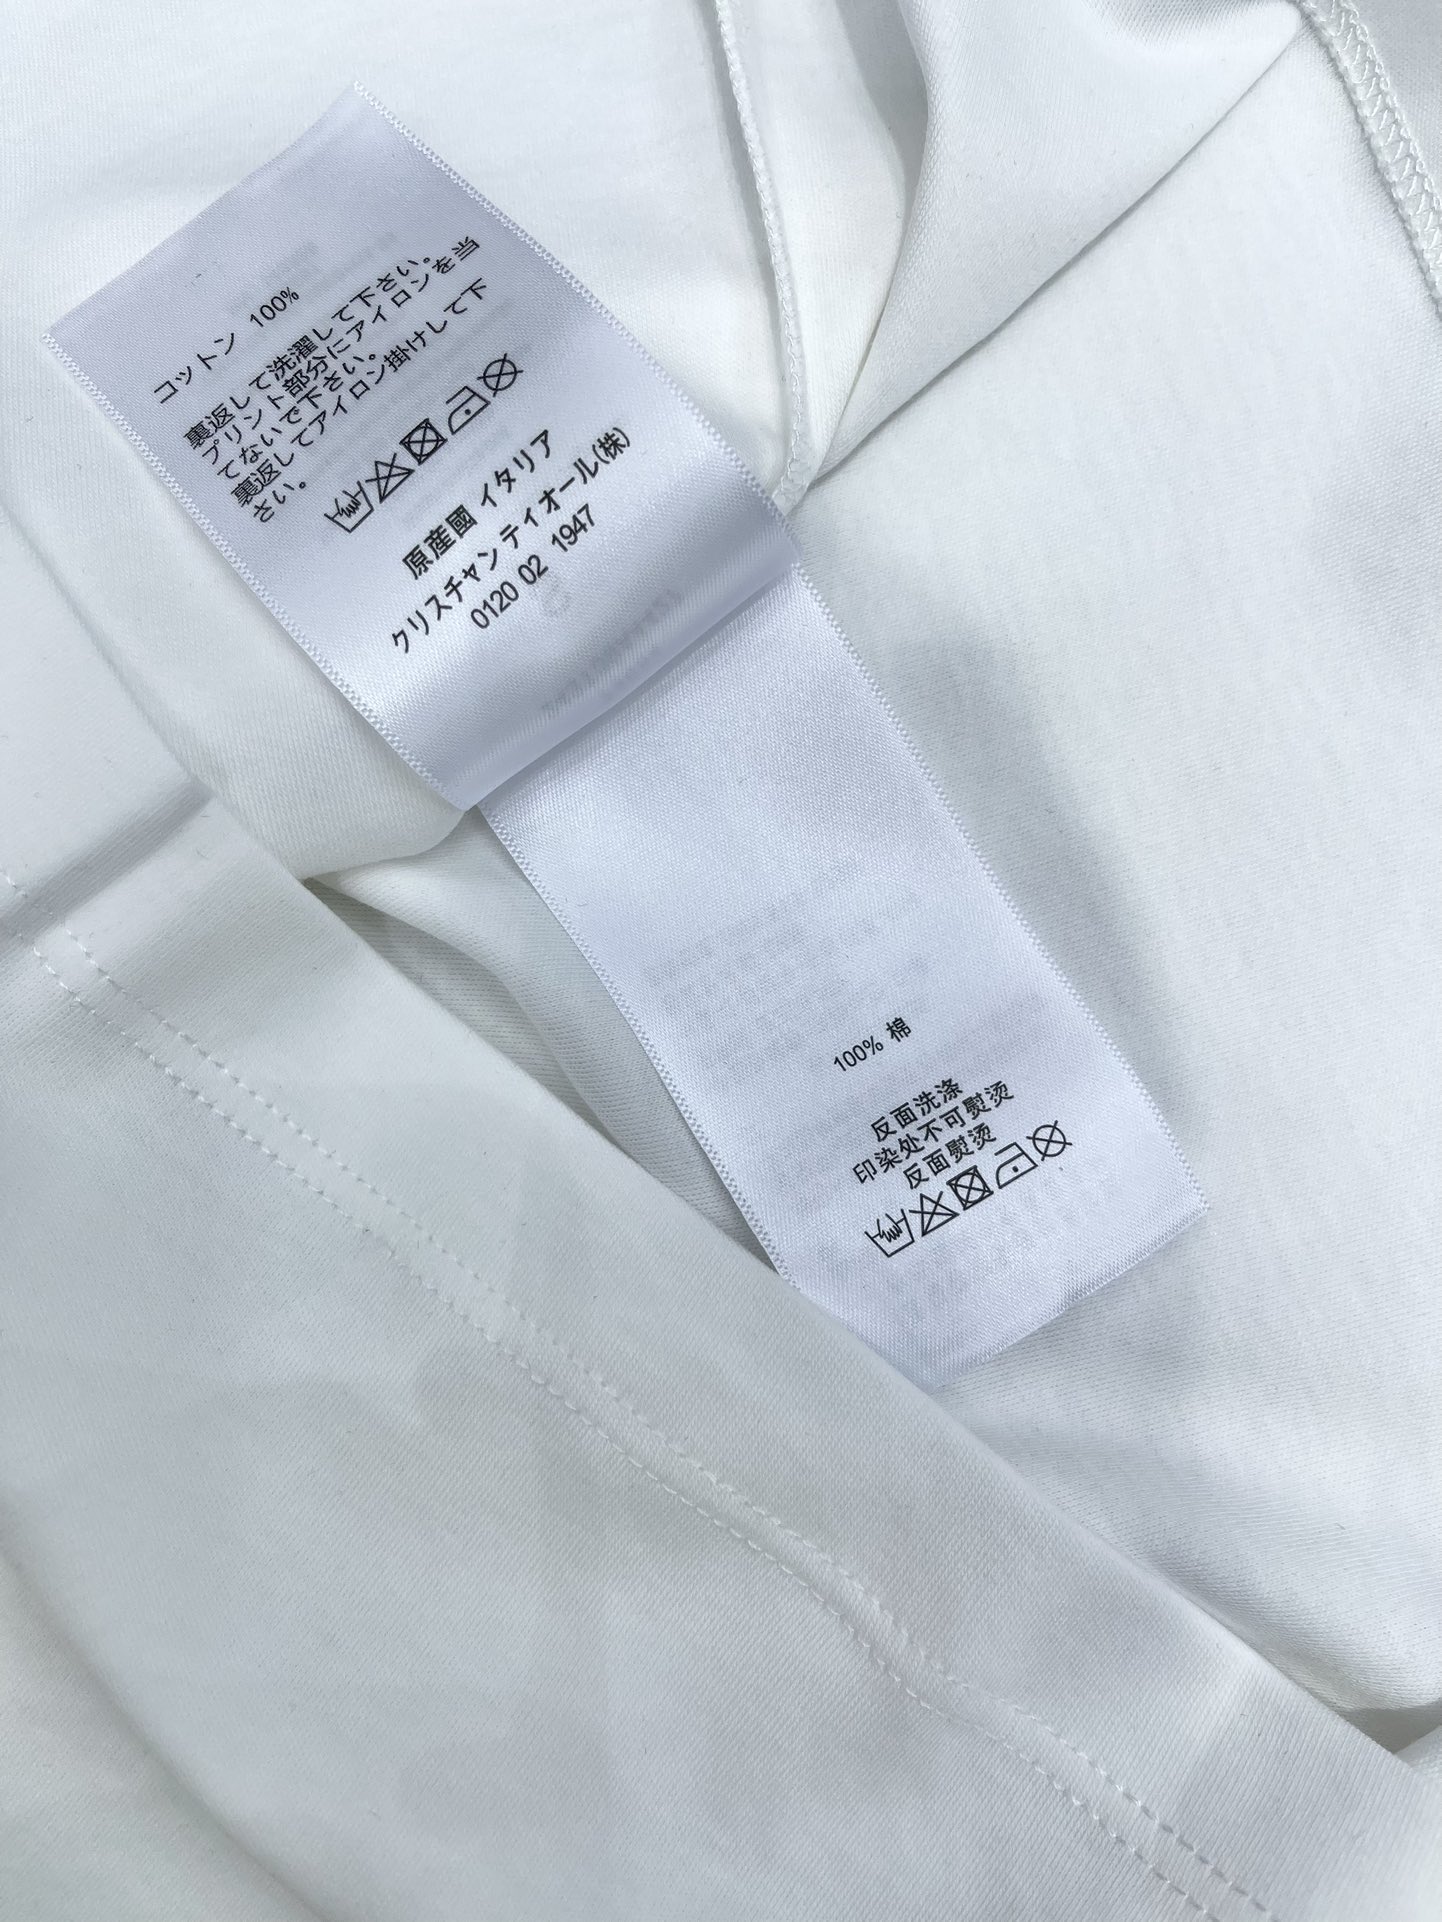 コットン 100%
裏返して洗濯して下さい。
プリント部分にアイロンを当
てないで下さい。
裏返してアイロン掛けして下
さい。
原産國 イタリア
クリスチャン ティオール(株)
0120 02 1947
100% 棉
反面洗涤
印染处不可熨烫
反面熨烫